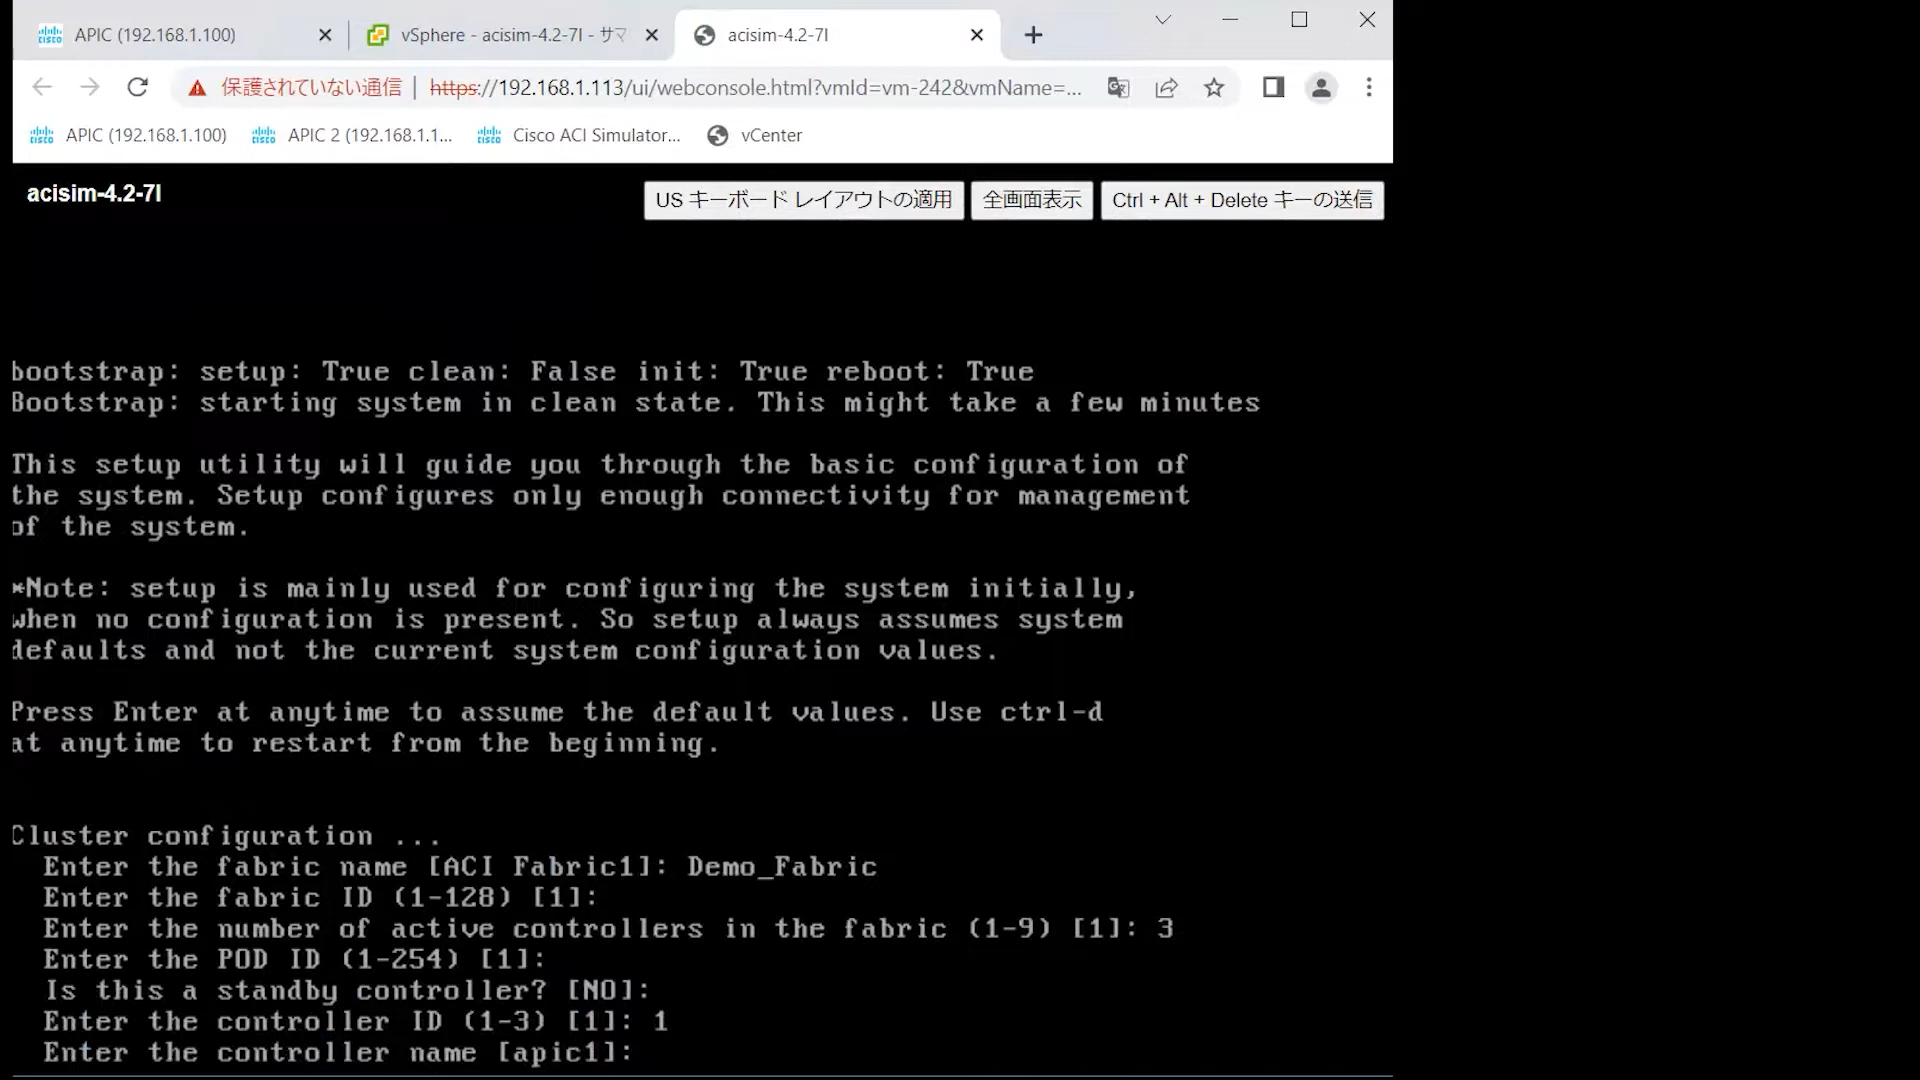 APIC (192.168.1.100)
vSphere - acisim-4.2-7l - サマ
acisim-4.2-7l
保護されていない通信 | https://192.168.1.113/ui/webconsole.html?vmId=vm-242&vmName=...
APIC (192.168.1.100)
APIC 2 (192.168.1.1...
Cisco ACI Simulator...
vCenter
acisim-4.2-7l
US キーボード レイアウトの適用
全画面表示
Ctrl + Alt + Delete キーの送信
bootstrap: setup: True clean: False init: True reboot: True
Bootstrap: starting system in clean state. This might take a few minutes
This setup utility will guide you through the basic configuration of
the system. Setup configures only enough connectivity for management
of the system.
*Note: setup is mainly used for configuring the system initially,
when no configuration is present. So setup always assumes system
defaults and not the current system configuration values.
Press Enter at anytime to assume the default values. Use ctrl-d
at anytime to restart from the beginning.
Cluster configuration ...
Enter the fabric name [ACI Fabric1]: Demo_Fabric
Enter the fabric ID (1-128) [1]:
Enter the number of active controllers in the fabric (1-9) [1]: 3
Enter the POD ID (1-254) [1]:
Is this a standby controller? [NO]:
Enter the controller ID (1-3) [1]: 1
Enter the controller name [apic1]: